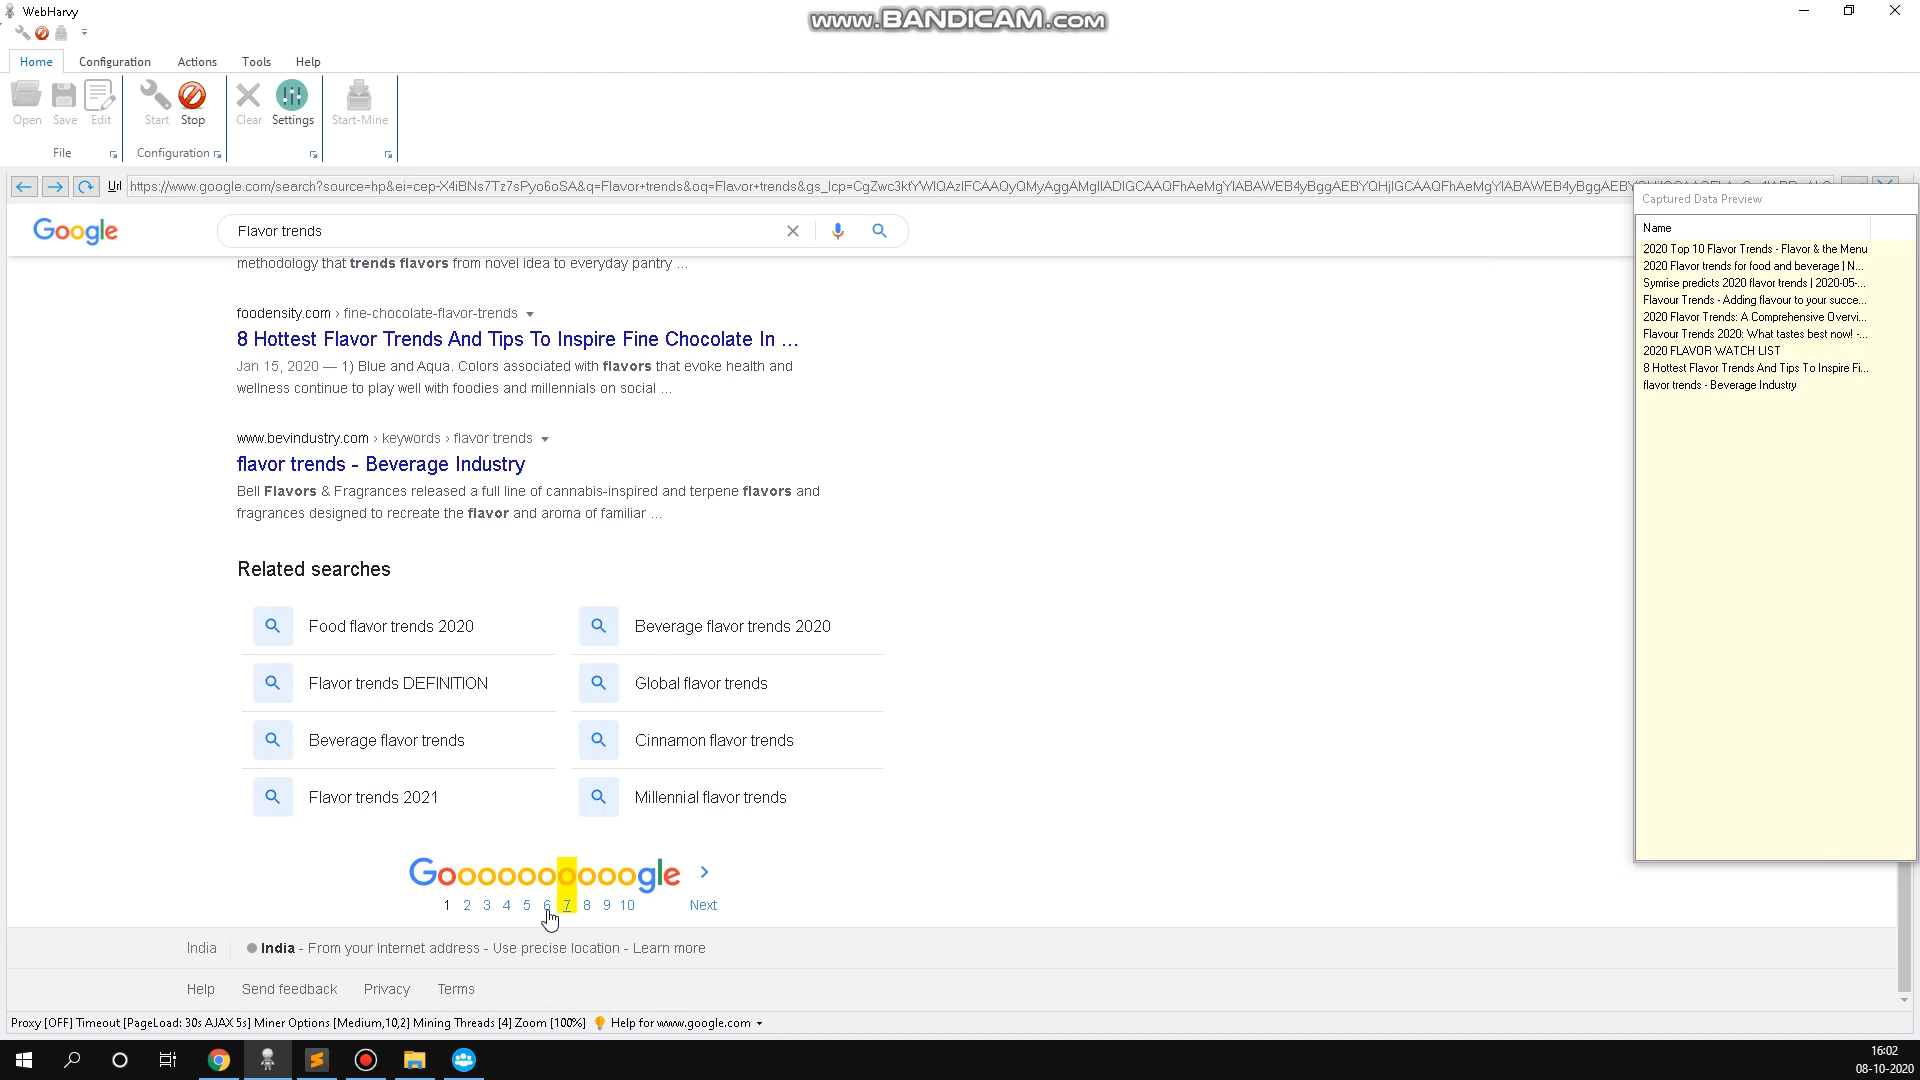 WebHarvy
www.BANDICAM.com
Home Configuration Actions Tools Help
Open Save Edit Start Stop Clear Settings Start-Mine
File Configuration
Url
Captured Data Preview
Google
Flavor trends
Name
2020 Top 10 Flavor Trends - Flavor & the Menu
2020 Flavor trends for food and beverage | N...
Symrise predicts 2020 flavor trends | 2020-05-...
Flavour Trends - Adding flavour to your succe...
2020 Flavor Trends: A Comprehensive Overvi...
Flavour Trends 2020: What tastes best now! -...
2020 FLAVOR WATCH LIST
8 Hottest Flavor Trends And Tips To Inspire Fi...
flavor trends - Beverage Industry
methodology that trends flavors from novel idea to everyday pantry ...
foodensity.com › fine-chocolate-flavor-trends
8 Hottest Flavor Trends And Tips To Inspire Fine Chocolate In ...
Jan 15, 2020 — 1) Blue and Aqua. Colors associated with flavors that evoke health and
wellness continue to play well with foodies and millennials on social ...
www.bevindustry.com › keywords › flavor trends
flavor trends - Beverage Industry
Bell Flavors & Fragrances released a full line of cannabis-inspired and terpene flavors and
fragrances designed to recreate the flavor and aroma of familiar ...
Related searches
Food flavor trends 2020 Beverage flavor trends 2020
Flavor trends DEFINITION Global flavor trends
Beverage flavor trends Cinnamon flavor trends
Flavor trends 2021 Millennial flavor trends
Goooooooooogle
1 2 3 4 5 6 7 8 9 10 Next
India India - From your Internet address - Use precise location - Learn more
Help Send feedback Privacy Terms
Proxy [OFF] Timeout [PageLoad: 30s AJAX 5s] Miner Options [Medium,10,2] Mining Threads [4] Zoom [100%] Help for www.google.com
16:02
08-10-2020